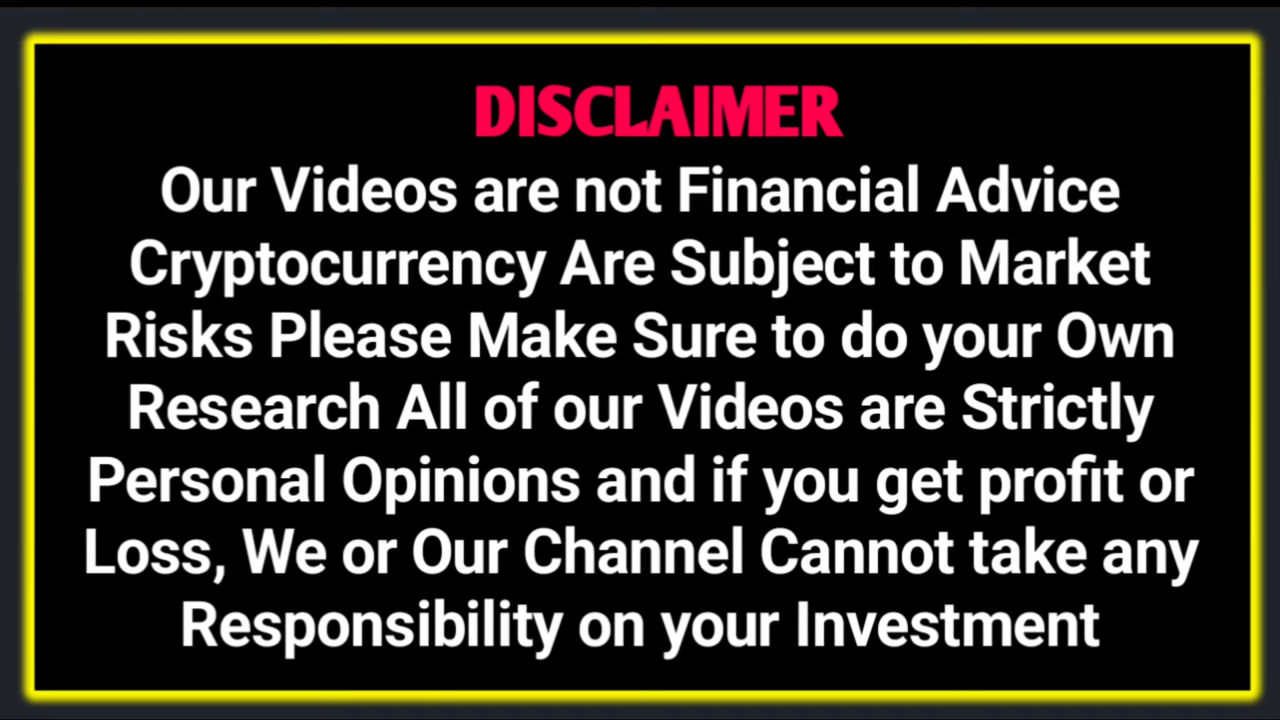 DISCLAIMER
Our Videos are not Financial Advice
Cryptocurrency Are Subject to Market
Risks Please Make Sure to do your Own
Research All of our Videos are Strictly
Personal Opinions and if you get profit or
Loss, We or Our Channel Cannot take any
Responsibility on your Investment